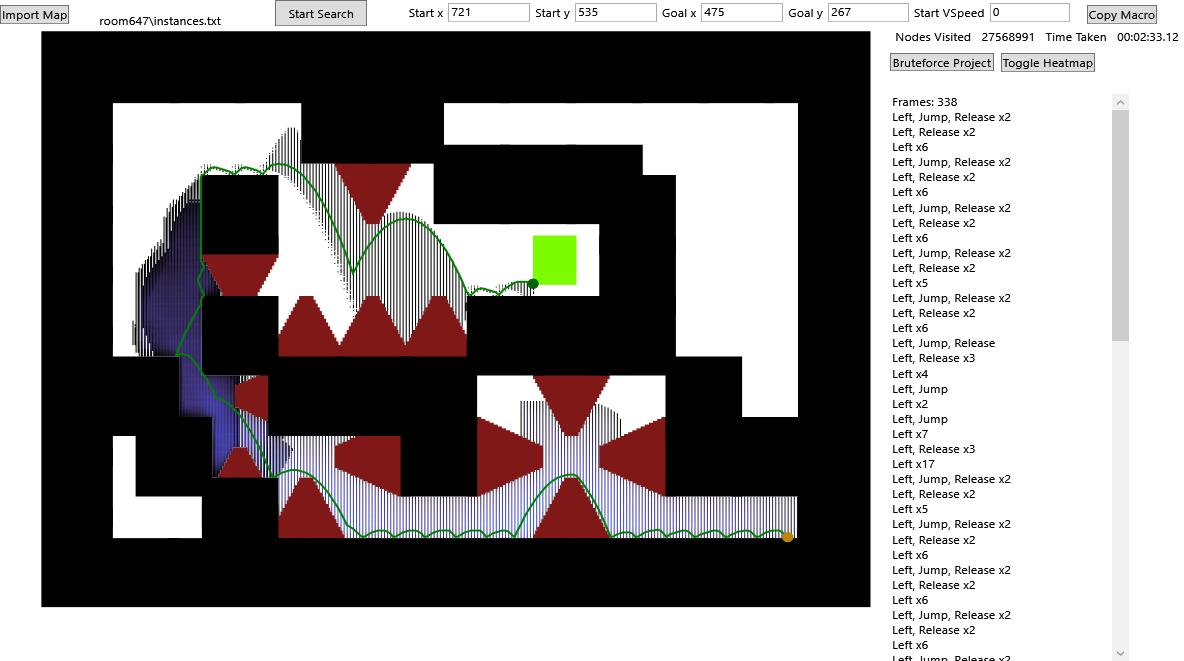 Import Map
room647\instances.txt
Start Search
Start x 721 Start y 535 Goal x 475 Goal y 267 Start VSpeed 0
Copy Macro
Nodes Visited 27568991 Time Taken 00:02:33.12
Bruteforce Project Toggle Heatmap
Frames: 338
Left, Jump, Release x2
Left, Release x2
Left x6
Left, Jump, Release x2
Left, Release x2
Left x6
Left, Jump, Release x2
Left, Release x2
Left x6
Left, Jump, Release x2
Left, Release x2
Left x5
Left, Jump, Release x2
Left, Release x2
Left x6
Left, Jump, Release
Left, Release x3
Left x4
Left, Jump
Left x2
Left, Jump
Left x7
Left, Release x3
Left x17
Left, Jump, Release x2
Left, Release x2
Left x5
Left, Jump, Release x2
Left, Release x2
Left x6
Left, Jump, Release x2
Left, Release x2
Left x6
Left, Jump, Release x2
Left, Release x2
Left x6
Left, Jump, Release x2